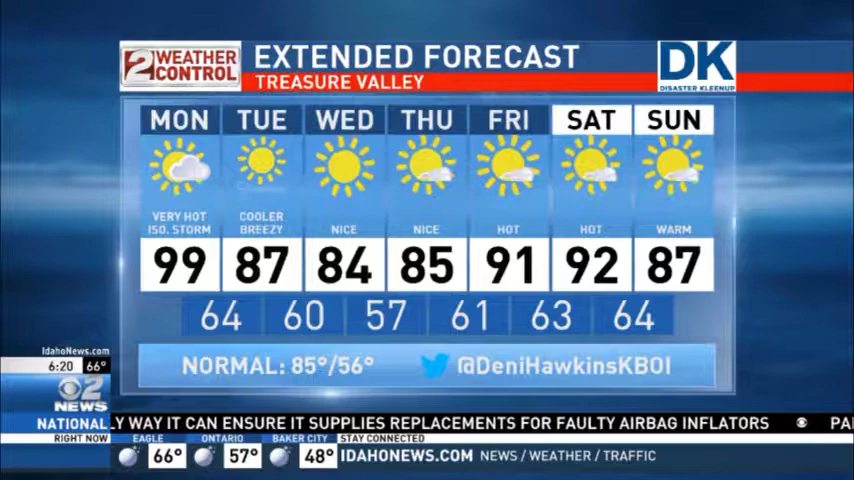 2 WEATHER CONTROL
EXTENDED FORECAST
TREASURE VALLEY
DK
DISASTER KLEENUP
MON TUE WED THU FRI SAT SUN
VERY HOT ISO. STORM
COOLER BREEZY
NICE
NICE
HOT
HOT
WARM
99 87 84 85 91 92 87
64 60 57 61 63 64
NORMAL: 85°/56° @DeniHawkinsKBOI
IdahoNews.com
6:20 66°
2
NEWS
NATIONAL LY WAY IT CAN ENSURE IT SUPPLIES REPLACEMENTS FOR FAULTY AIRBAG INFLATORS PA
RIGHT NOW EAGLE ONTARIO BAKER CITY STAY CONNECTED
66° 57° 48° IDAHONEWS.COM NEWS / WEATHER / TRAFFIC